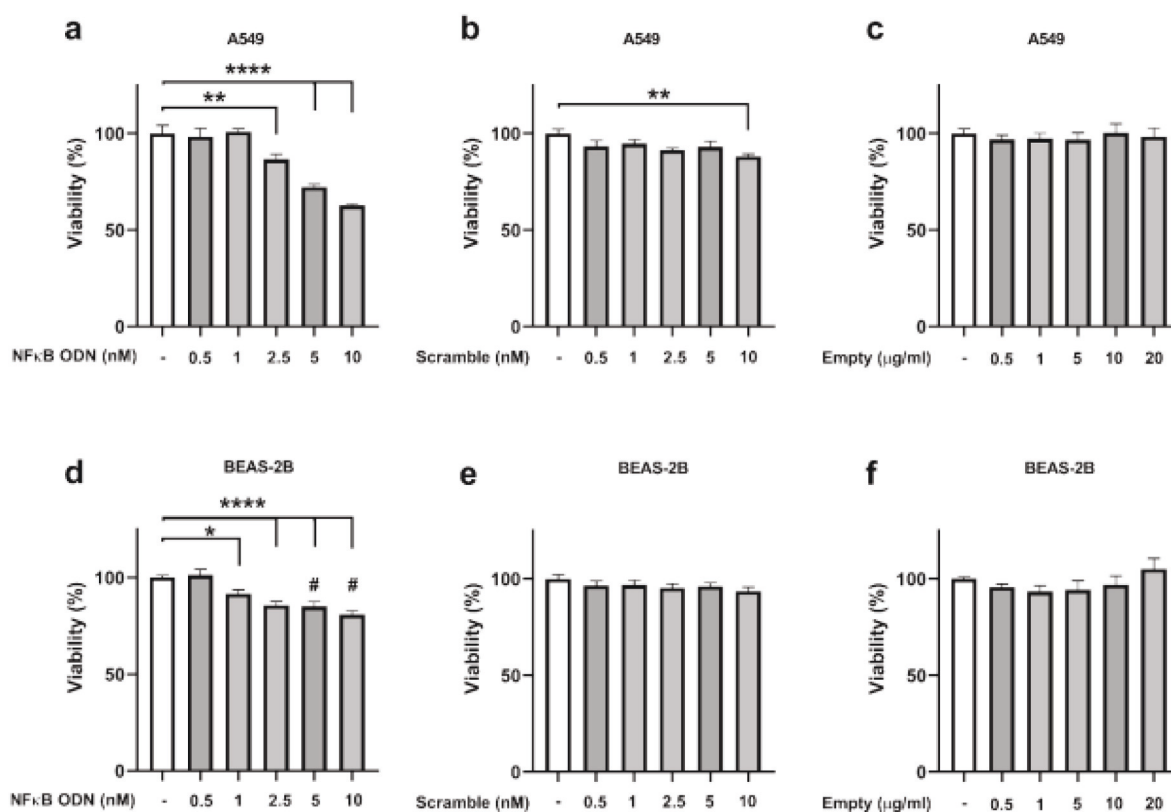 a
A549
****
**
100
50
0
Viability (%)
NFκB ODN (nM) - 0.5 1 2.5 5 10
b
A549
**
100
50
0
Viability (%)
Scramble (nM) - 0.5 1 2.5 5 10
c
A549
100
50
0
Viability (%)
Empty (μg/ml) - 0.5 1 5 10 20
d
BEAS-2B
****
*
# #
100
50
0
Viability (%)
NFκB ODN (nM) - 0.5 1 2.5 5 10
e
BEAS-2B
100
50
0
Viability (%)
Scramble (nM) - 0.5 1 2.5 5 10
f
BEAS-2B
100
50
0
Viability (%)
Empty (μg/ml) - 0.5 1 5 10 20